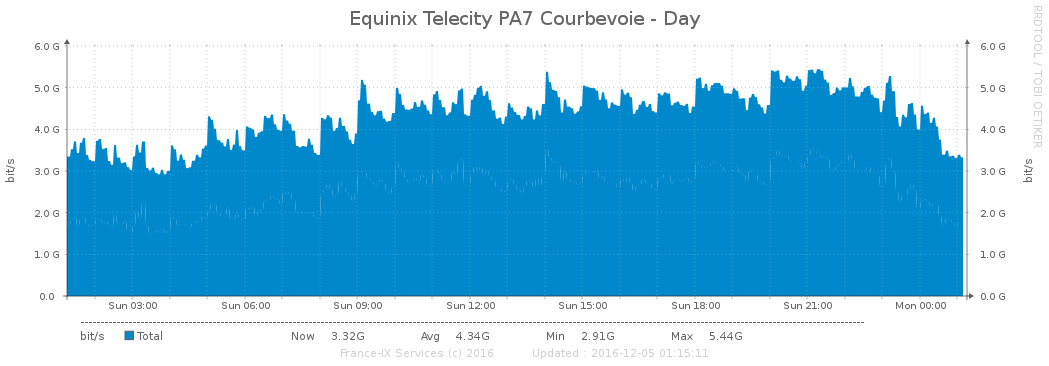 Equinix Telecity PA7 Courbevoie - Day
RRDTOOL / TOBI OETIKER
6.0 G 6.0 G
5.0 G 5.0 G
4.0 G 4.0 G
3.0 G 3.0 G
2.0 G 2.0 G
1.0 G 1.0 G
0.0 0.0 G
bit/s
bit/s
Sun 03:00 Sun 06:00 Sun 09:00 Sun 12:00 Sun 15:00 Sun 18:00 Sun 21:00 Mon 00:00
bit/s Total Now 3.32G Avg 4.34G Min 2.91G Max 5.44G
France-IX Services (c) 2016 Updated : 2016-12-05 01:15:11